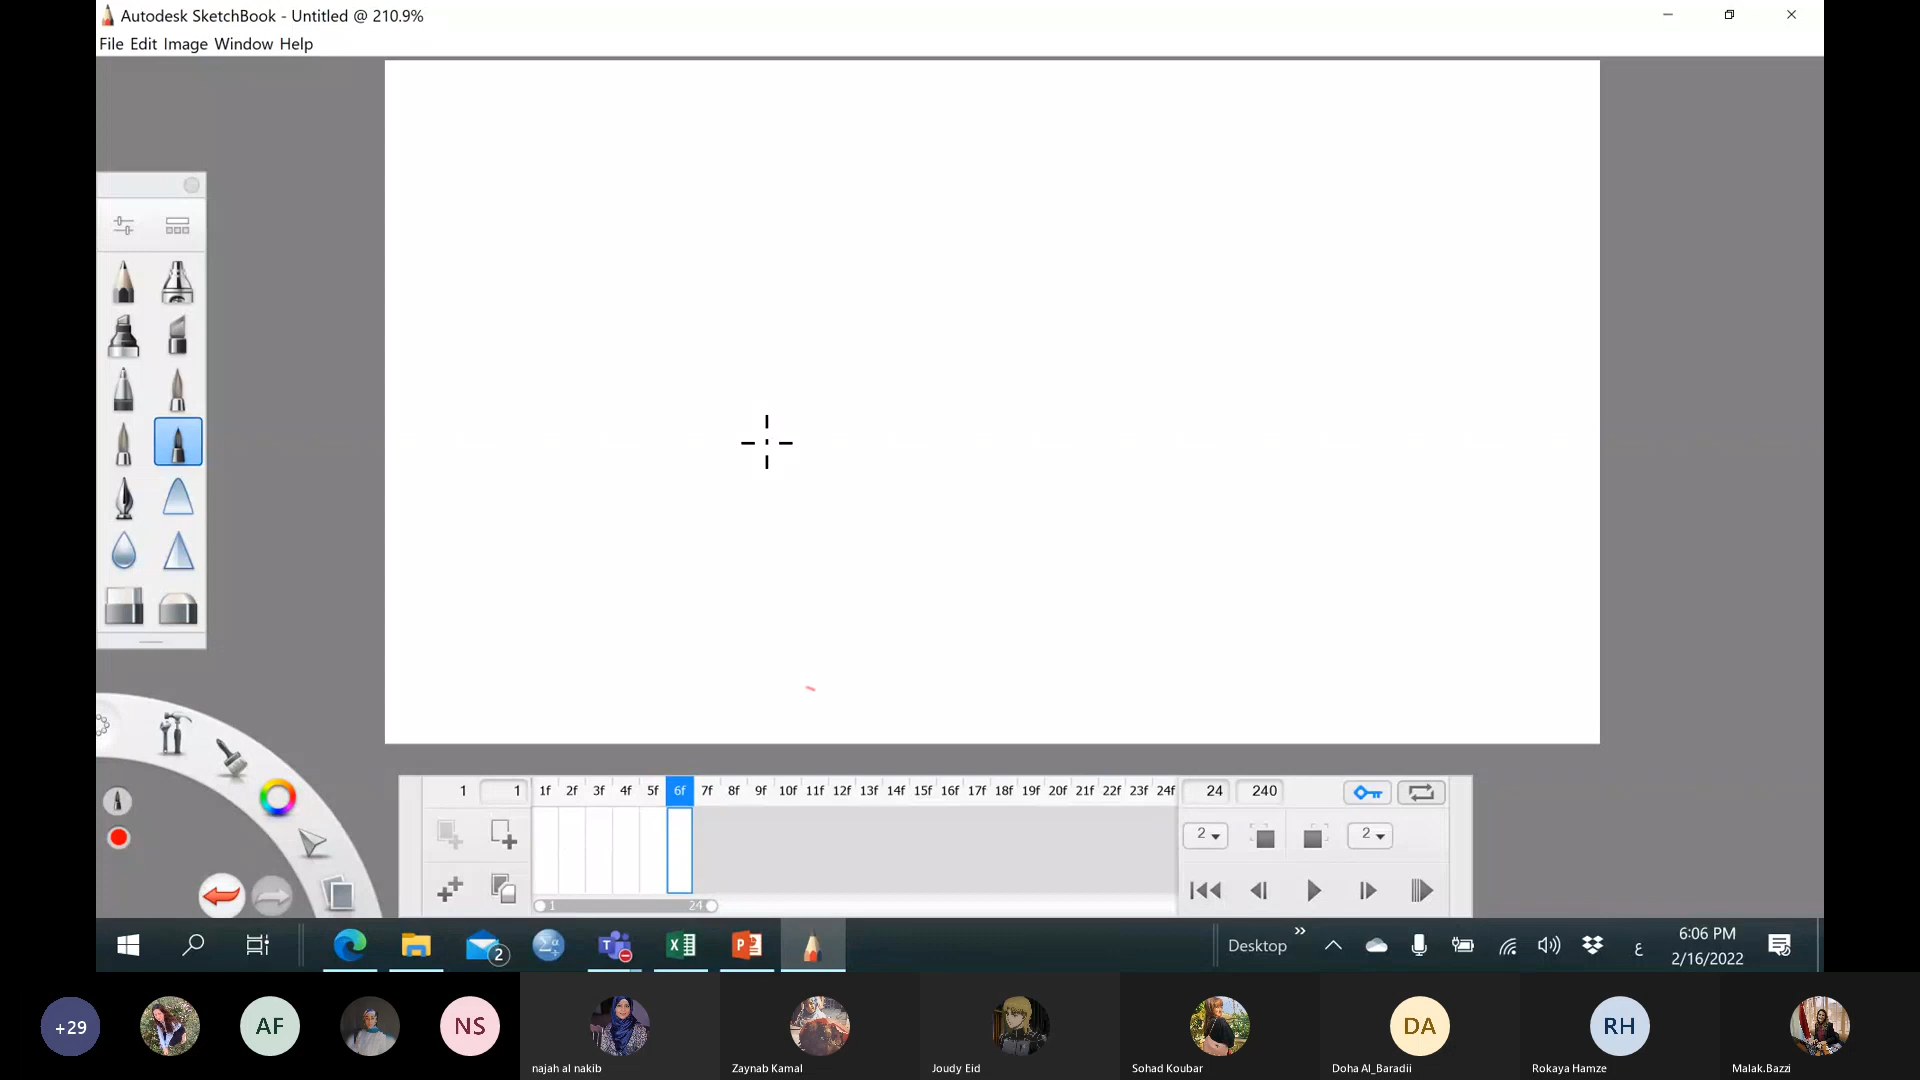 Autodesk SketchBook - Untitled @ 210.9%
File Edit Image Window Help
1 1 1f 2f 3f 4f 5f 6f 7f 8f 9f 10f 11f 12f 13f 14f 15f 16f 17f 18f 19f 20f 21f 22f 23f 24f 24 240
2 2
1 24
2
Desktop
ع
6:06 PM
2/16/2022
+29
AF
NS
DA
RH
najah al nakib
Zaynab Kamal
Joudy Eid
Sohad Koubar
Doha Al_Baradii
Rokaya Hamze
Malak.Bazzi